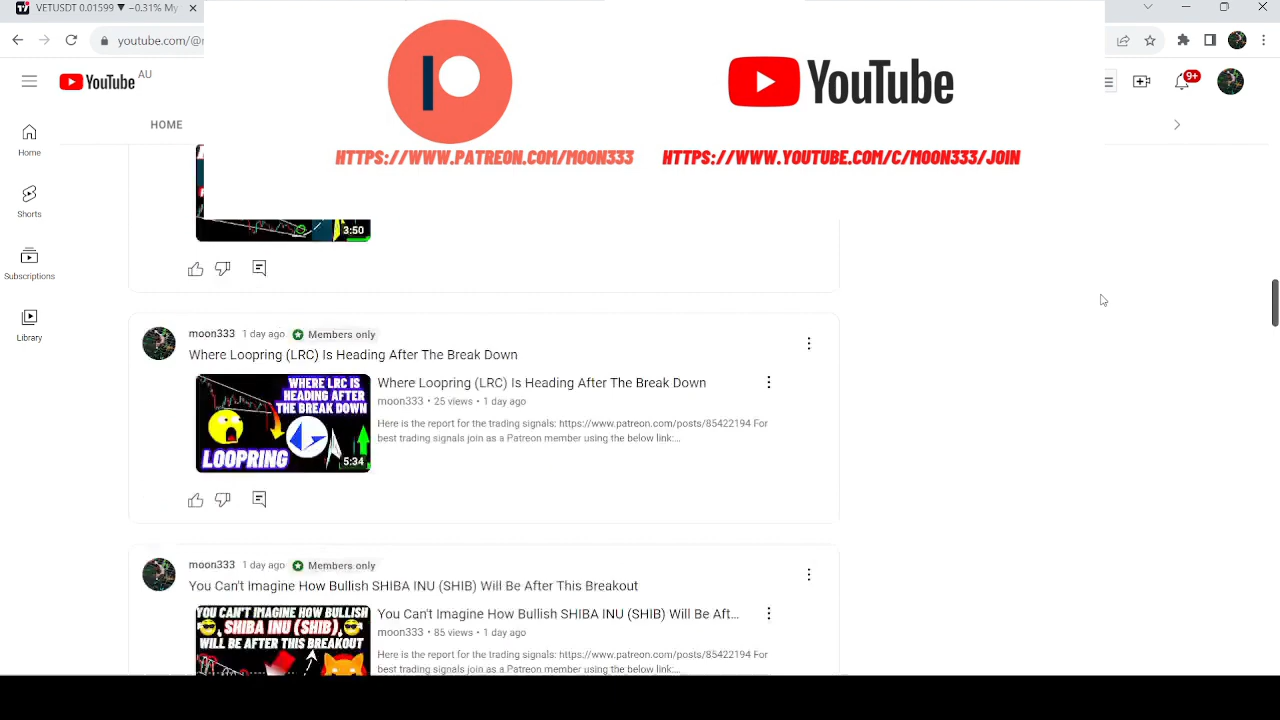 VETUSDT 0.01599 ▼ −0.31% My
youtube.com/@
YouTube
HTTPS://WWW.PATREON.COM/MOON333
HTTPS://WWW.YOUTUBE.COM/C/MOON333/JOIN
YouTube AU
9+
HOME
Home
Shorts
Subscriptions
Library
3:50
moon333 1 day ago Members only
Where Loopring (LRC) Is Heading After The Break Down
WHERE LRC IS
HEADING AFTER
THE BREAK DOWN
LOOPRING
5:34
Where Loopring (LRC) Is Heading After The Break Down
moon333 • 25 views • 1 day ago
Here is the report for the trading signals: https://www.patreon.com/posts/85422194 For
best trading signals join as a Patreon member using the below link:...
moon333 1 day ago Members only
You Can't Imagine How Bullish SHIBA INU (SHIB) Will Be After This Breakout
YOU CAN'T IMAGINE HOW BULLISH
SHIBA INU (SHIB)
WILL BE AFTER THIS BREAKOUT
You Can't Imagine How Bullish SHIBA INU (SHIB) Will Be Aft...
moon333 • 85 views • 1 day ago
Here is the report for the trading signals: https://www.patreon.com/posts/85422194 For
best trading signals join as a Patreon member using the below link:...